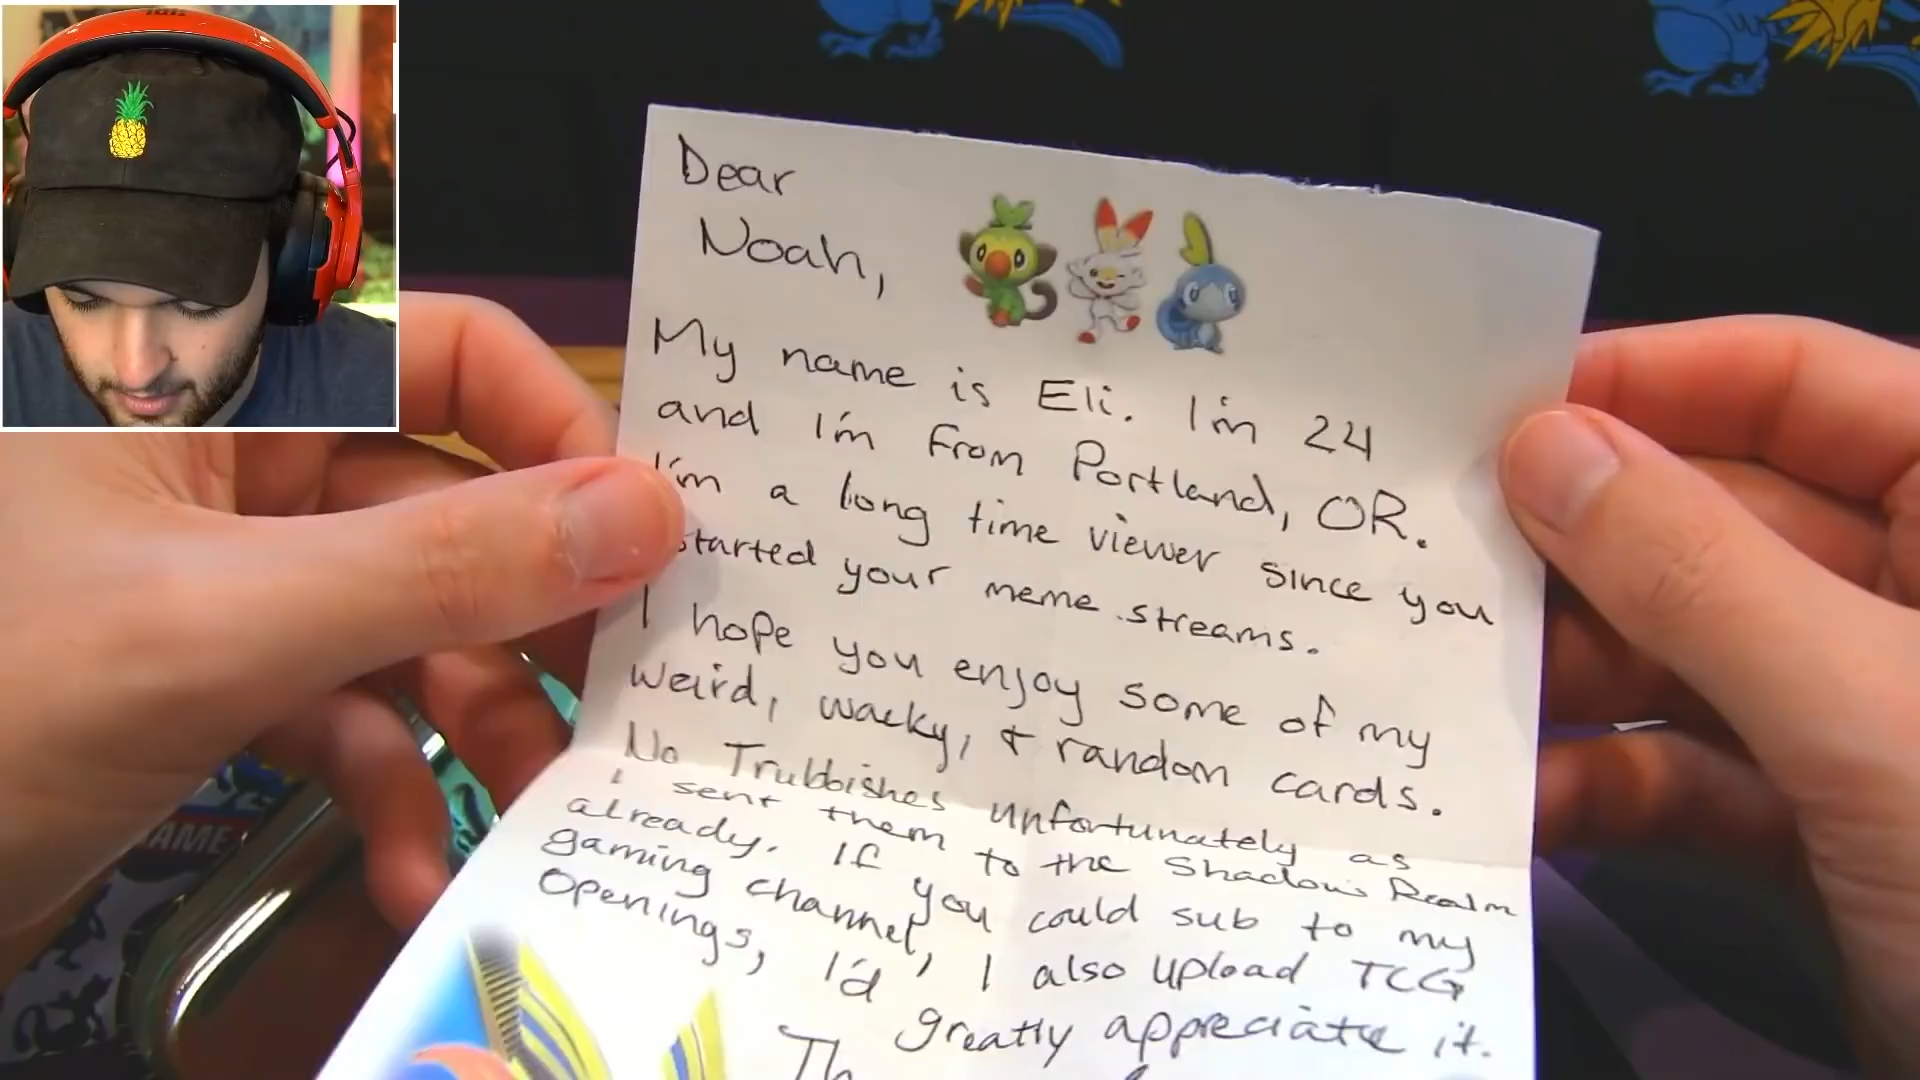 Dear
Noah,
My name is Eli. I'm 24
and I'm from Portland, OR.
I'm a long time viewer since you
started your meme streams.
I hope you enjoy some of my
weird, wacky, & random cards.
No Trubbishes unfortunately as
I sent them to the Shadow Realm
already. If you could sub to my
gaming channel, I also upload TCG
Openings, I'd greatly appreciate it.
GAME